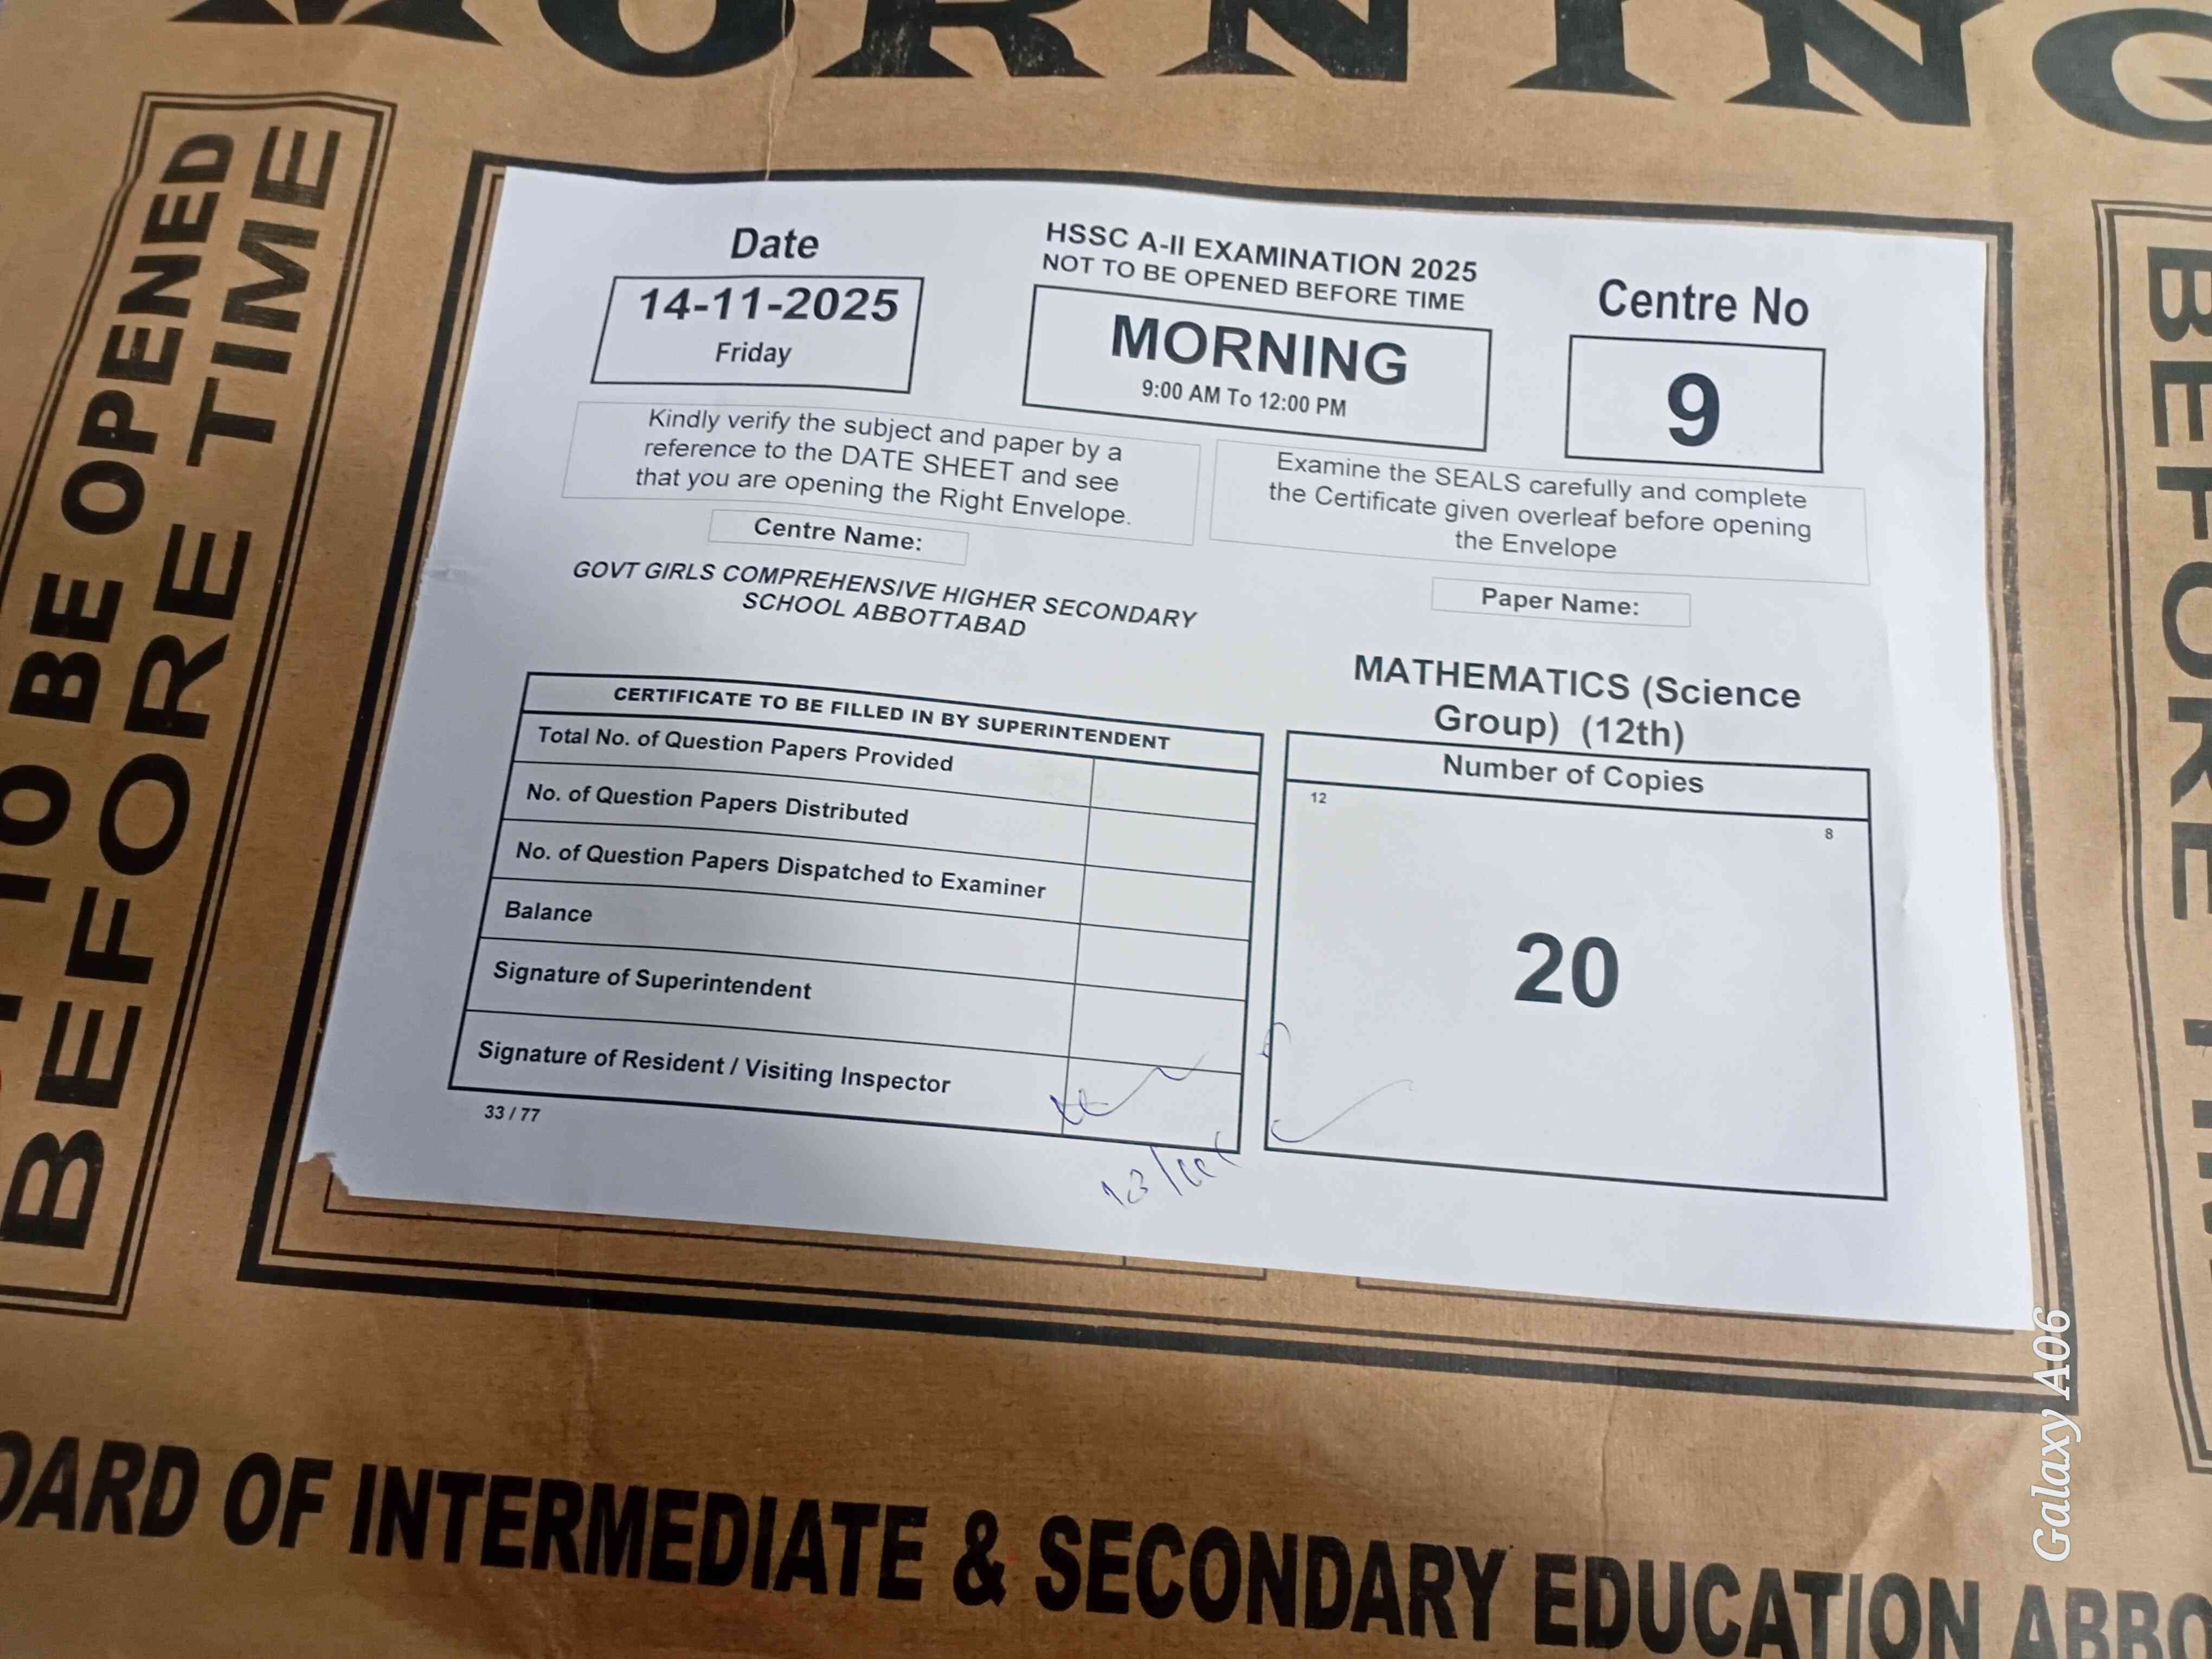 MORNING
TO BE OPENED
BEFORE TIME
Date
14-11-2025
Friday
HSSC A-II EXAMINATION 2025
NOT TO BE OPENED BEFORE TIME
MORNING
9:00 AM To 12:00 PM
Centre No
9
Kindly verify the subject and paper by a
reference to the DATE SHEET and see
that you are opening the Right Envelope.
Examine the SEALS carefully and complete
the Certificate given overleaf before opening
the Envelope
Centre Name:
GOVT GIRLS COMPREHENSIVE HIGHER SECONDARY
SCHOOL ABBOTTABAD
Paper Name:
MATHEMATICS (Science
Group) (12th)
CERTIFICATE TO BE FILLED IN BY SUPERINTENDENT
Total No. of Question Papers Provided
No. of Question Papers Distributed
No. of Question Papers Dispatched to Examiner
Balance
Signature of Superintendent
Signature of Resident / Visiting Inspector
33 / 77
Number of Copies
12
8
20
BEFORE
OARD OF INTERMEDIATE & SECONDARY EDUCATION ABBO
Galaxy A06